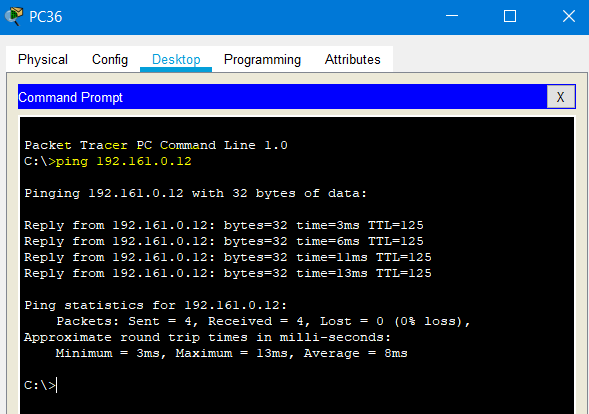 PC36
Physical Config Desktop Programming Attributes
Command Prompt X
Packet Tracer PC Command Line 1.0
C:\>ping 192.161.0.12
Pinging 192.161.0.12 with 32 bytes of data:
Reply from 192.161.0.12: bytes=32 time=3ms TTL=125
Reply from 192.161.0.12: bytes=32 time=6ms TTL=125
Reply from 192.161.0.12: bytes=32 time=11ms TTL=125
Reply from 192.161.0.12: bytes=32 time=13ms TTL=125
Ping statistics for 192.161.0.12:
Packets: Sent = 4, Received = 4, Lost = 0 (0% loss),
Approximate round trip times in milli-seconds:
Minimum = 3ms, Maximum = 13ms, Average = 8ms
C:\>